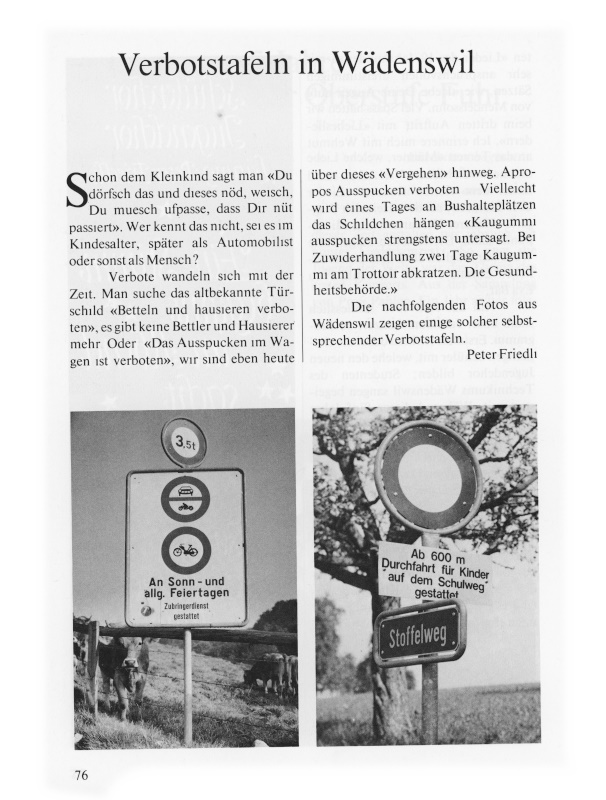 Verbotstafeln in Wädenswil
Schon dem Kleinkind sagt man «Du
dörfsch das und dieses nöd, weisch,
Du muesch ufpasse, dass Dir nüt
passiert». Wer kennt das nicht, sei es im
Kindesalter, später als Automobilist
oder sonst als Mensch?
Verbote wandeln sich mit der
Zeit. Man suche das altbekannte Tür-
schild «Betteln und hausieren verbo-
ten», es gibt keine Bettler und Hausierer
mehr Oder «Das Ausspucken im Wa-
gen ist verboten», wir sind eben heute
über dieses «Vergehen» hinweg. Apro-
pos Ausspucken verboten Vielleicht
wird eines Tages an Bushalteplätzen
das Schildchen hängen «Kaugummi
ausspucken strengstens untersagt. Bei
Zuwiderhandlung zwei Tage Kaugum-
mi am Trottoir abkratzen. Die Gesund-
heitsbehörde.»
Die nachfolgenden Fotos aus
Wädenswil zeigen einige solcher selbst-
sprechender Verbotstafeln.
Peter Friedli
3,5t
An Sonn- und
allg. Feiertagen
Zubringerdienst
gestattet
Ab 600 m
Durchfahrt für Kinder
"auf dem Schulweg"
gestattet
Stoffelweg
76